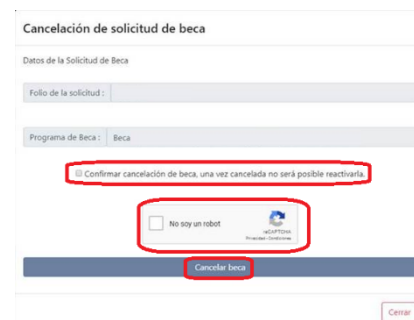 Cancelación de solicitud de beca
Datos de la Solicitud de Beca
Folio de la solicitud :
Programa de Beca : Beca
Confirmar cancelación de beca, una vez cancelada no será posible reactivarla.
No soy un robot
reCAPTCHA
Privacidad - Condiciones
Cancelar beca
Cerrar